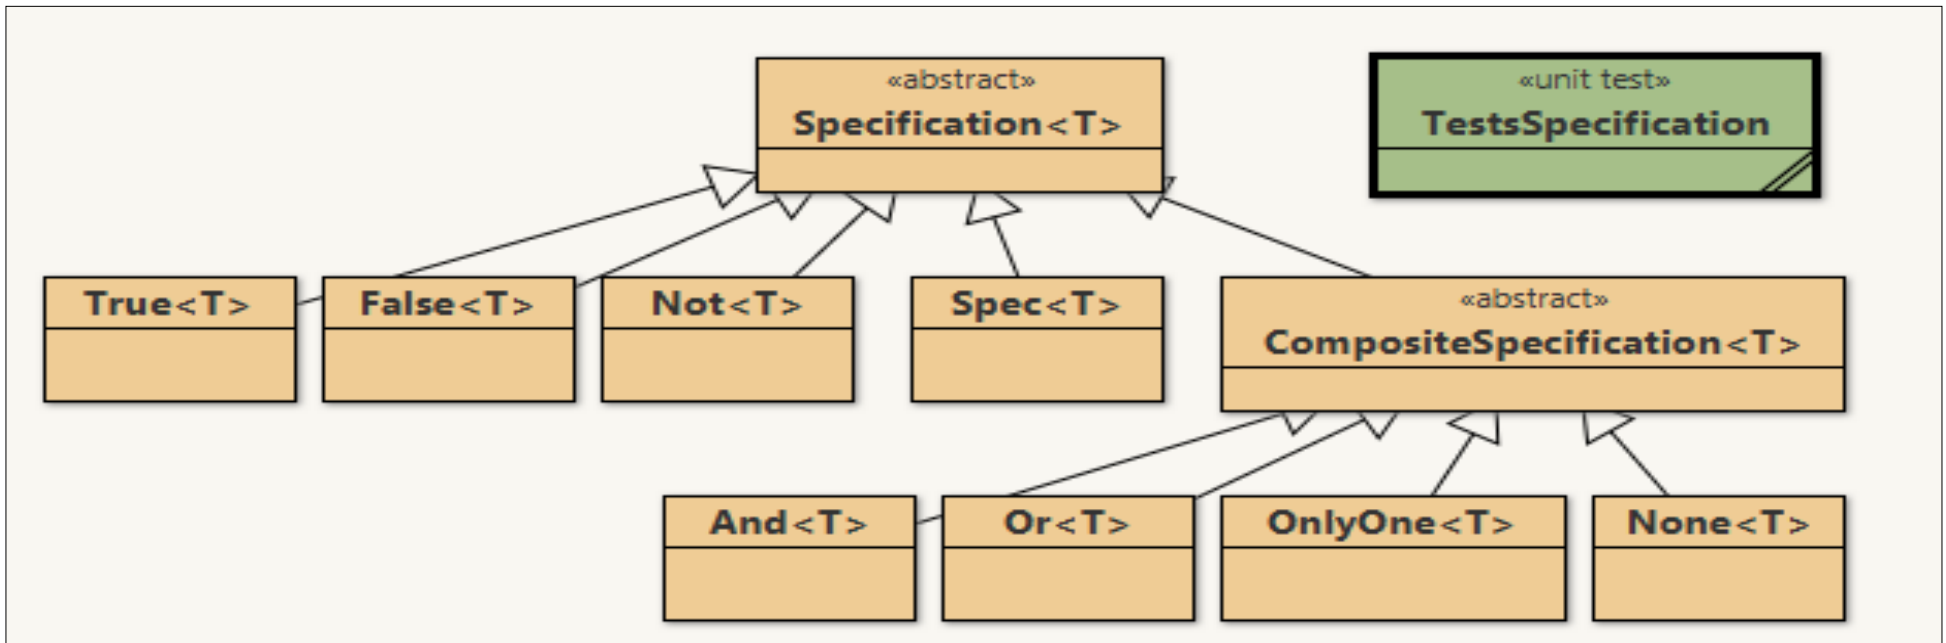 «abstract»
Specification<T>
«unit test»
TestsSpecification
True<T>
False<T>
Not<T>
Spec<T>
«abstract»
CompositeSpecification<T>
And<T>
Or<T>
OnlyOne<T>
None<T>